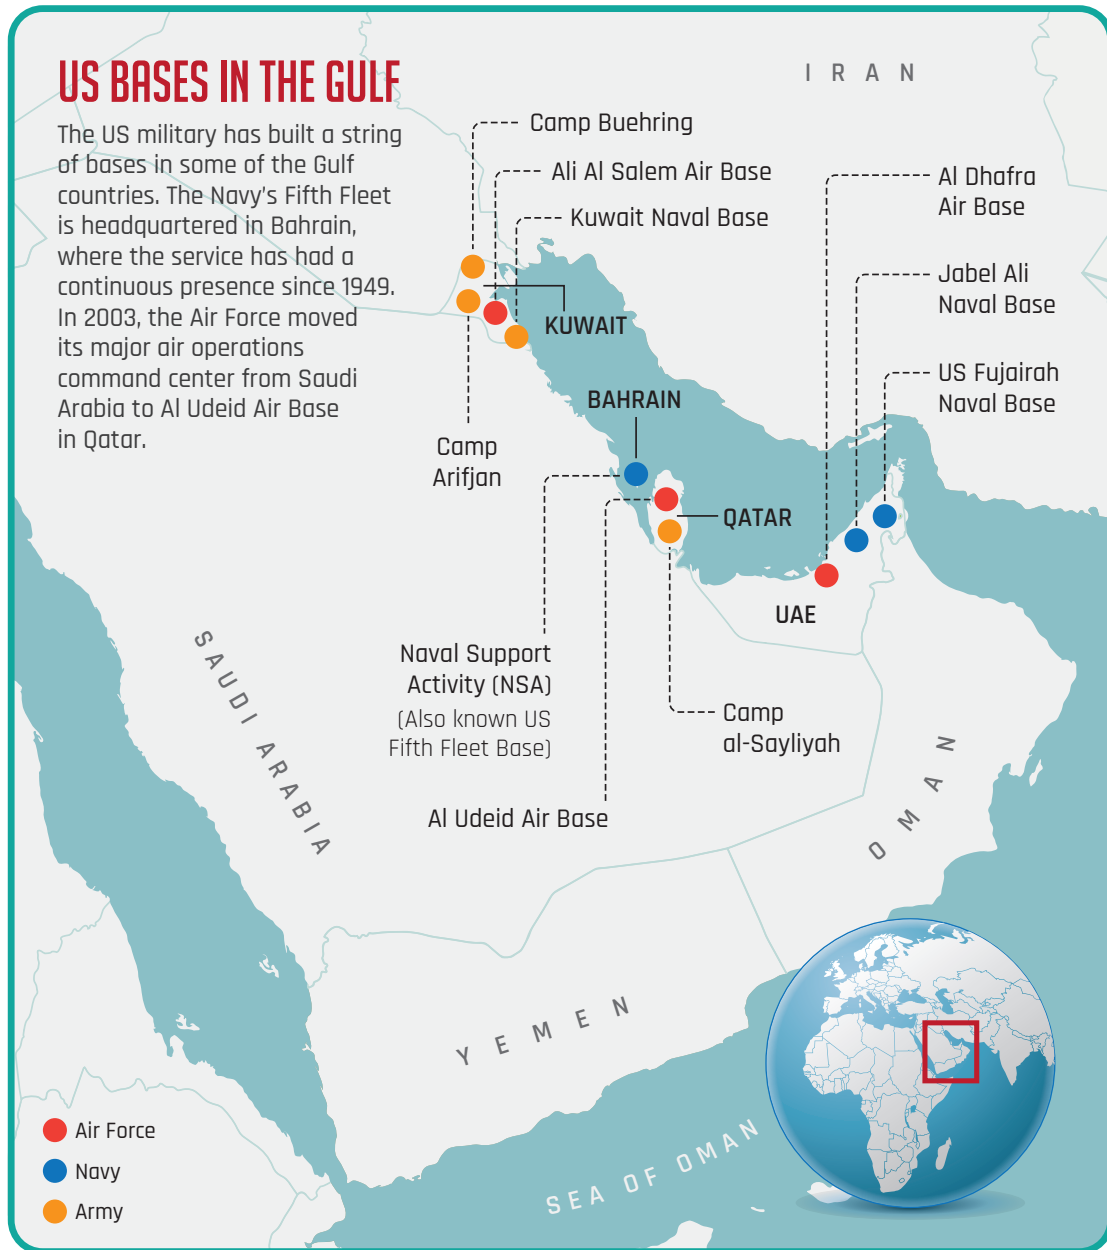 US BASES IN THE GULF
The US military has built a string
of bases in some of the Gulf
countries. The Navy's Fifth Fleet
is headquartered in Bahrain,
where the service has had a
continuous presence since 1949.
In 2003, the Air Force moved
its major air operations
command center from Saudi
Arabia to Al Udeid Air Base
in Qatar.
IRAN
Camp Buehring
Ali Al Salem Air Base
Kuwait Naval Base
Al Dhafra
Air Base
Jabel Ali
Naval Base
US Fujairah
Naval Base
KUWAIT
BAHRAIN
Camp
Arifjan
QATAR
UAE
Naval Support
Activity (NSA)
(Also known US
Fifth Fleet Base)
Camp
al-Sayliyah
Al Udeid Air Base
SAUDI ARABIA
OMAN
YEMEN
SEA OF OMAN
Air Force
Navy
Army